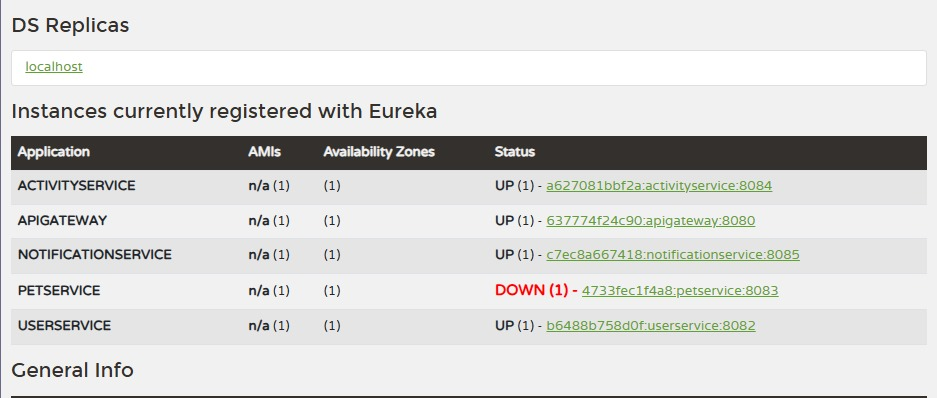 DS Replicas
localhost
Instances currently registered with Eureka
Application AMIs Availability Zones Status
ACTIVITYSERVICE n/a (1) (1) UP (1) - a627081bbf2a:activityservice:8084
APIGATEWAY n/a (1) (1) UP (1) - 637774f24c90:apigateway:8080
NOTIFICATIONSERVICE n/a (1) (1) UP (1) - c7ec8a667418:notificationservice:8085
PETSERVICE n/a (1) (1) DOWN (1) - 4733fec1f4a8:petservice:8083
USERSERVICE n/a (1) (1) UP (1) - b6488b758d0f:userservice:8082
General Info